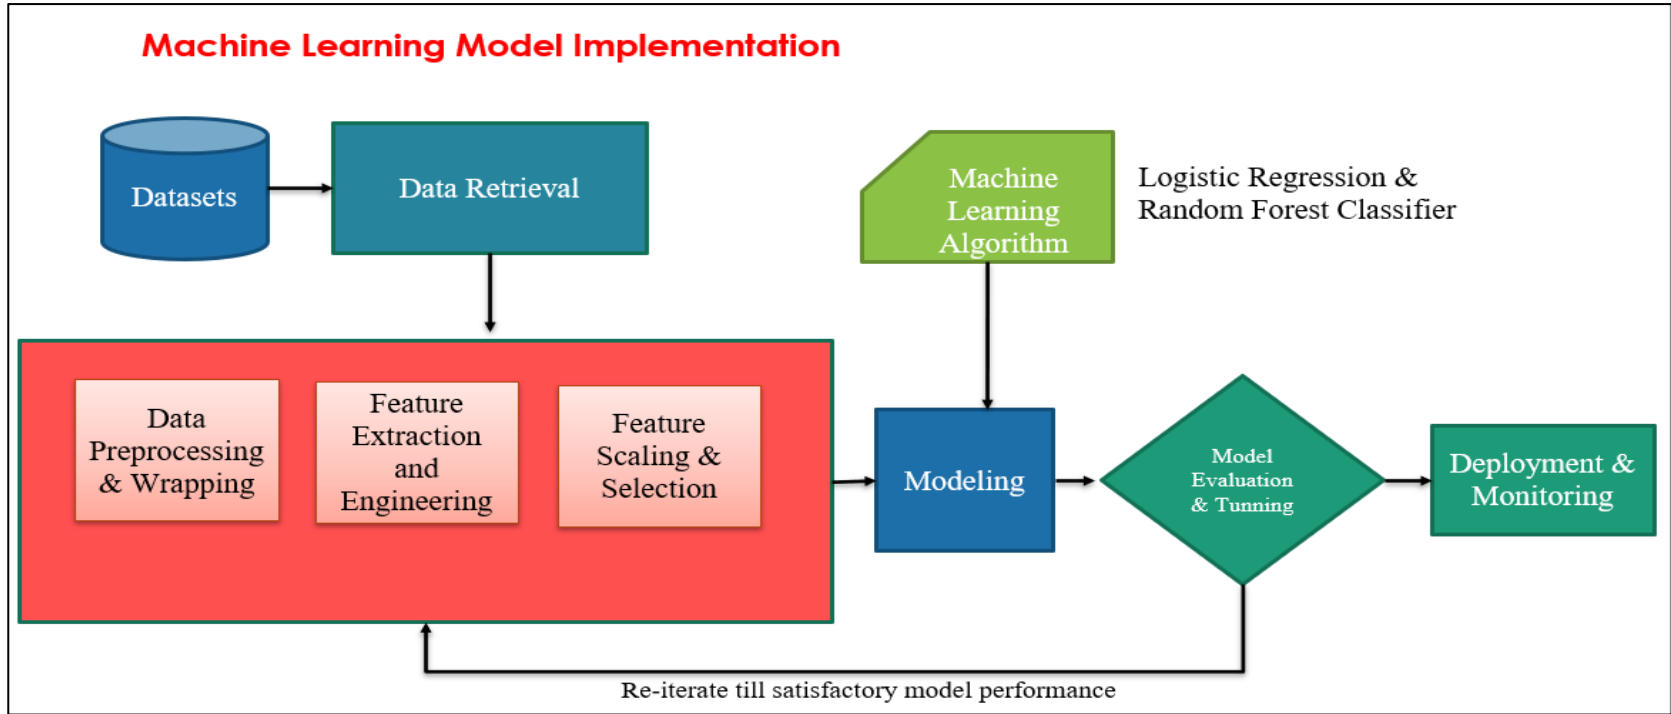 Machine Learning Model Implementation
Datasets
Data Retrieval
Machine
Learning
Algorithm
Logistic Regression &
Random Forest Classifier
Data
Preprocessing
& Wrapping
Feature
Extraction
and
Engineering
Feature
Scaling &
Selection
Modeling
Model
Evaluation
& Tunning
Deployment &
Monitoring
Re-iterate till satisfactory model performance